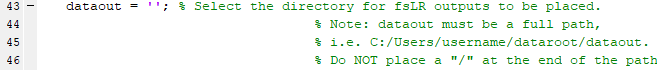 43 – dataout = ''; % Select the directory for fsLR outputs to be placed.
44 % Note: dataout must be a full path,
45 % i.e. C:/Users/username/dataroot/dataout.
46 % Do NOT place a "/" at the end of the path